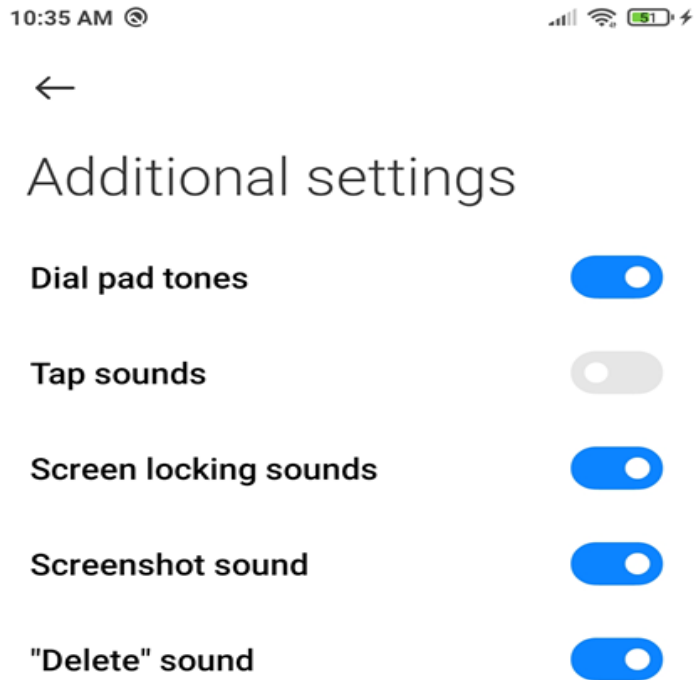 10:35 AM 51
Additional settings
Dial pad tones
Tap sounds
Screen locking sounds
Screenshot sound
"Delete" sound